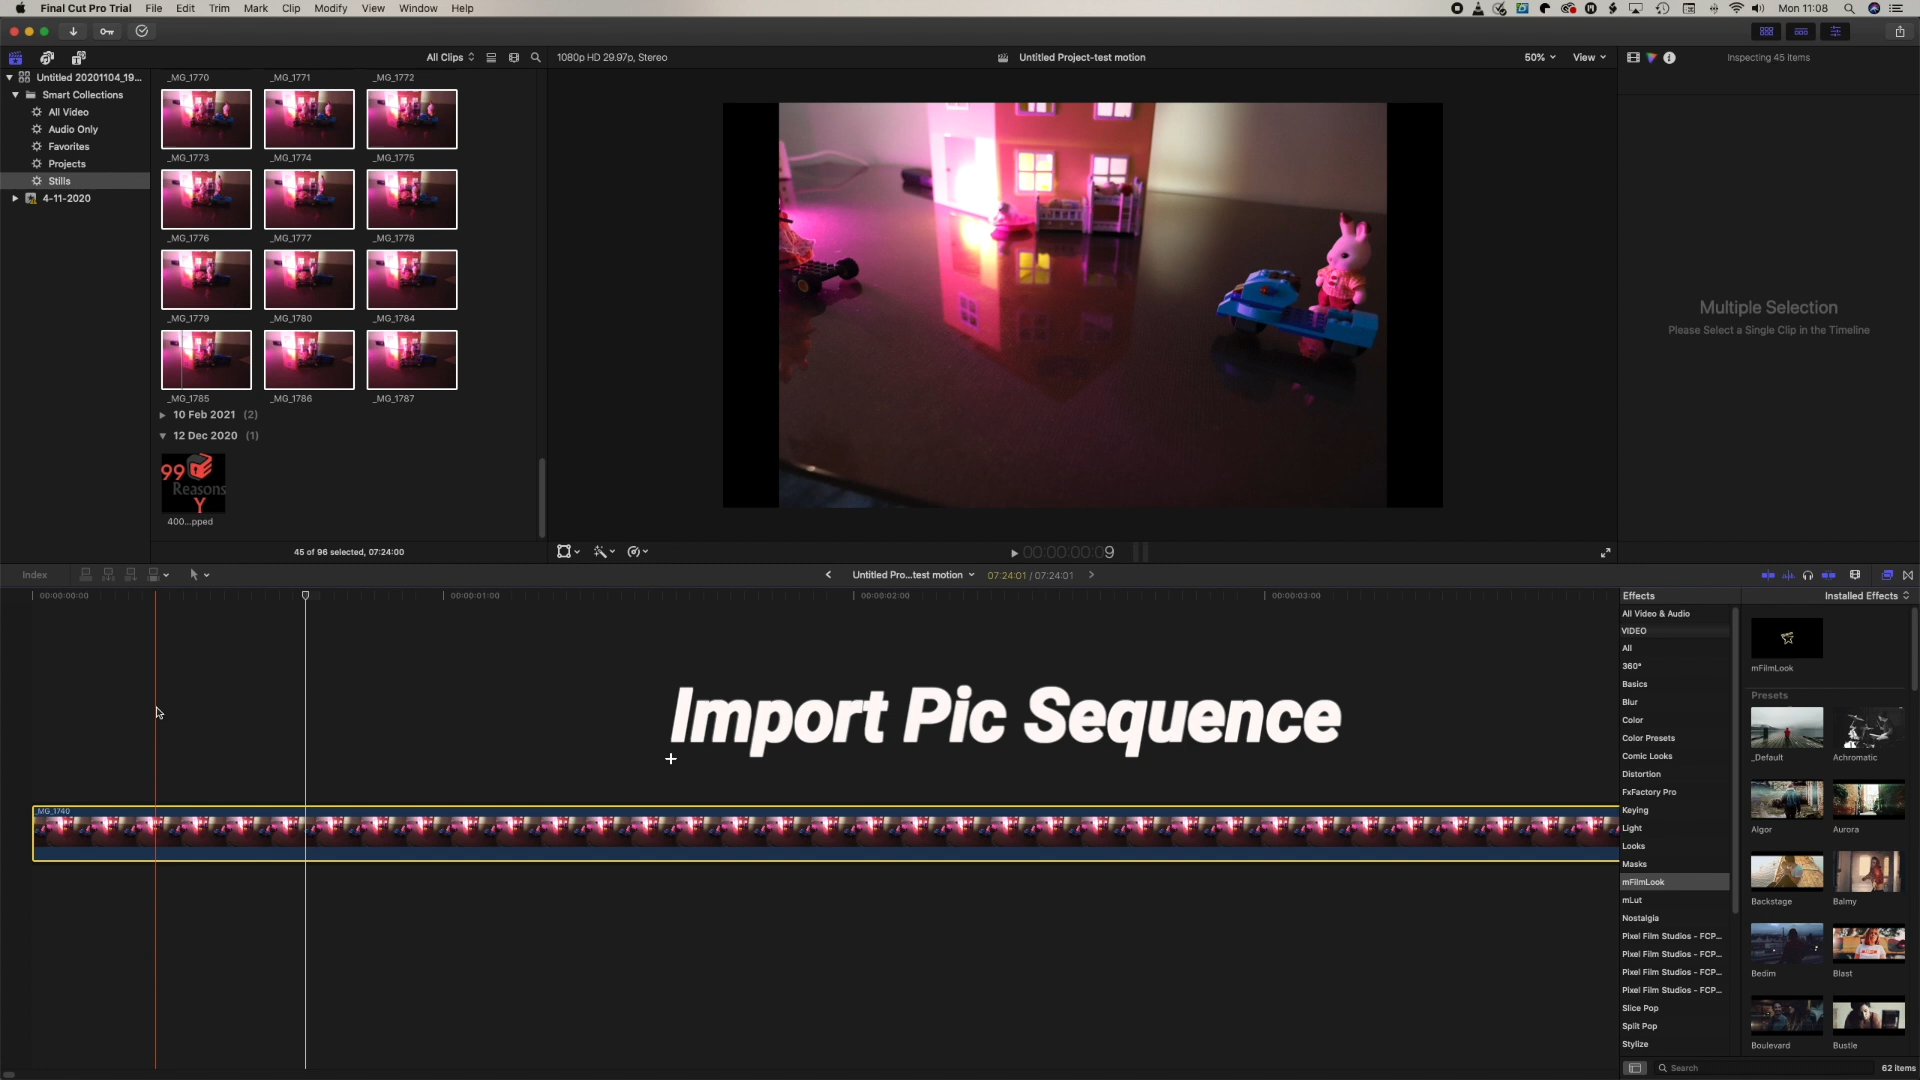 Final Cut Pro Trial File Edit Trim Mark Clip Modify View Window Help
Mon 11:08
All Clips
1080p HD 29.97p, Stereo
Untitled Project-test motion
50% View
Inspecting 45 items
Untitled 20201104_19...
Smart Collections
All Video
Audio Only
Favorites
Projects
Stills
4-11-2020
_MG_1770 _MG_1771 _MG_1772
_MG_1773 _MG_1774 _MG_1775
_MG_1776 _MG_1777 _MG_1778
_MG_1779 _MG_1780 _MG_1784
_MG_1785 _MG_1786 _MG_1787
10 Feb 2021 (2)
12 Dec 2020 (1)
99
Reasons
Y
400...pped
45 of 96 selected, 07:24:00
Multiple Selection
Please Select a Single Clip in the Timeline
00:00:00:09
Index
Untitled Pro...test motion 07:24:01 / 07:24:01
00:00:00:00 00:00:01:00 00:00:02:00 00:00:03:00
Import Pic Sequence
_MG_1740
Effects
Installed Effects
All Video & Audio
VIDEO
All
360°
Basics
Blur
Color
Color Presets
Comic Looks
Distortion
FxFactory Pro
Keying
Light
Looks
Masks
mFilmLook
mLut
Nostalgia
Pixel Film Studios - FCP...
Pixel Film Studios - FCP...
Pixel Film Studios - FCP...
Pixel Film Studios - FCP...
Slice Pop
Split Pop
Stylize
mFilmLook
Presets
_Default Achromatic
Algor Aurora
Backstage Balmy
Bedim Blast
Boulevard Bustle
Search
62 items